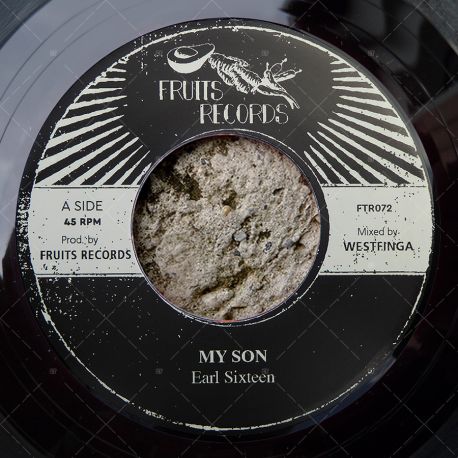 FRUITS
RECORDS
A SIDE
45 RPM
Prod. by
FRUITS RECORDS
FTR072
Mixed by
WESTFINGA
MY SON
Earl Sixteen